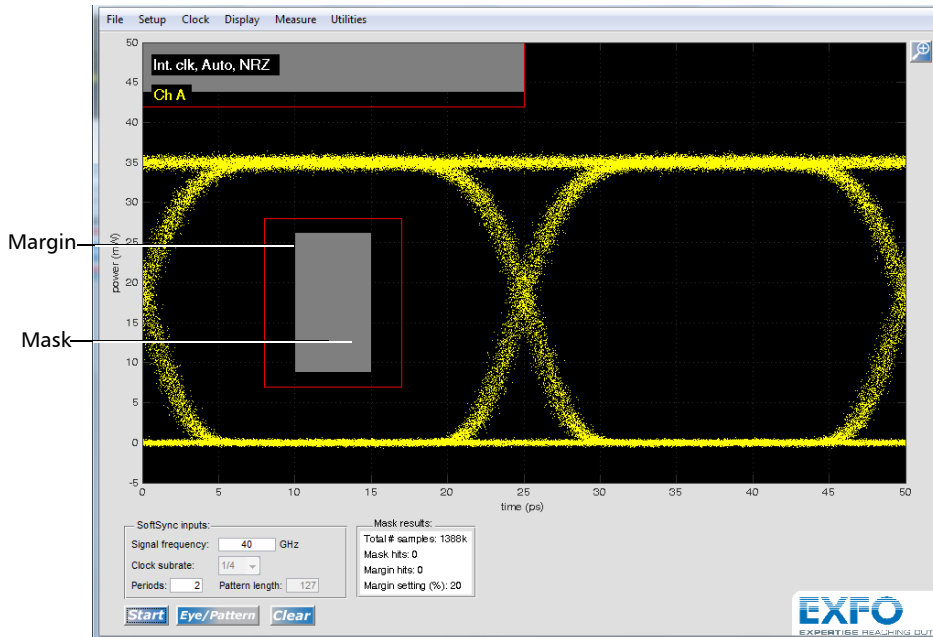 File Setup Clock Display Measure Utilities
Int. clk, Auto, NRZ
Ch A
50
45
40
35
30
25
20
15
10
5
0
-5
power (mW)
Margin
Mask
0 5 10 15 20 25 30 35 40 45 50
time (ps)
SoftSync inputs:
Signal frequency: 40 GHz
Clock subrate: 1/4
Periods: 2 Pattern length: 127
Mask results:
Total # samples: 1388k
Mask hits: 0
Margin hits: 0
Margin setting (%): 20
Start Eye/Pattern Clear
EXFO
EXPERTISE REACHING OUT